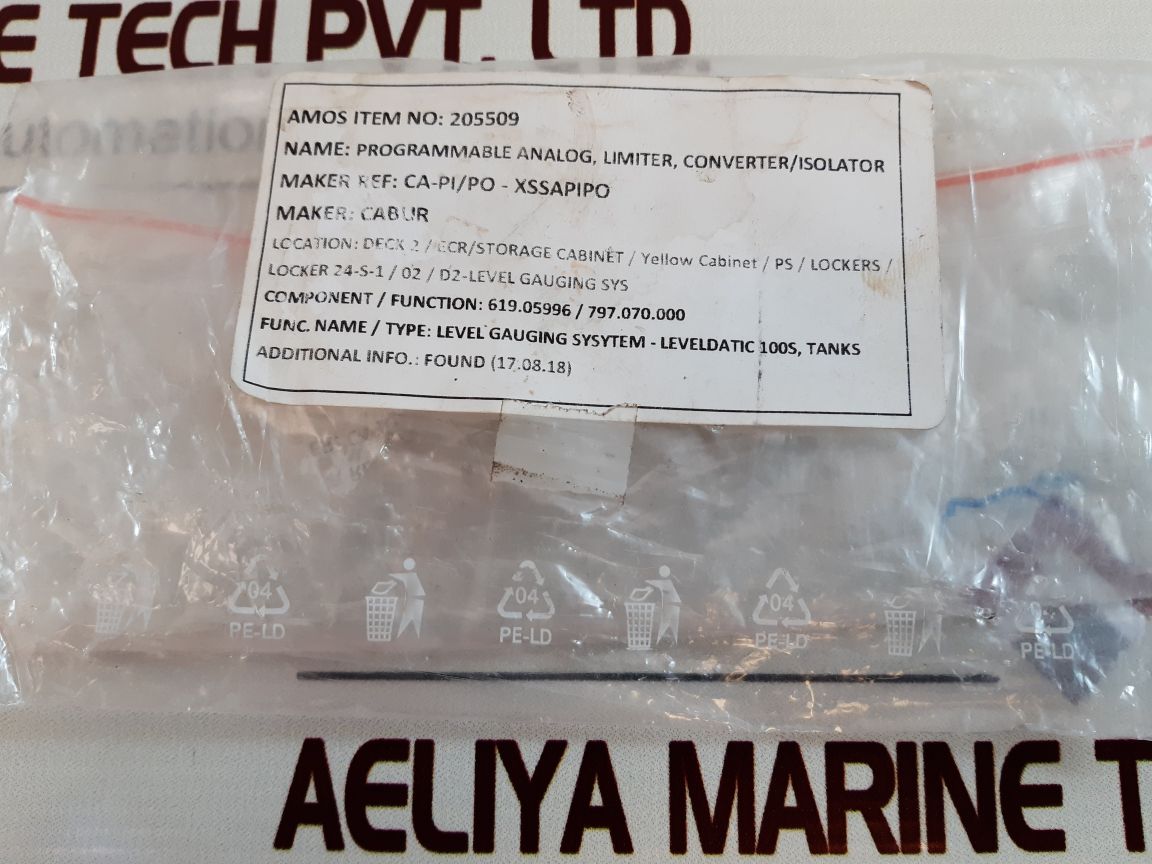 E TECH PVT. LTD.
utomation
AMOS ITEM NO: 205509
NAME: PROGRAMMABLE ANALOG, LIMITER, CONVERTER/ISOLATOR
MAKER REF: CA-PI/PO - XSSAPIPO
MAKER: CABUR
LOCATION: DECK 2 / ECR/STORAGE CABINET / Yellow Cabinet / PS / LOCKERS /
LOCKER 24-S-1 / 02 / D2-LEVEL GAUGING SYS
COMPONENT / FUNCTION: 619.05996 / 797.070.000
FUNC. NAME / TYPE: LEVEL GAUGING SYSYTEM - LEVELDATIC 100S, TANKS
ADDITIONAL INFO.: FOUND (17.08.18)
04 04 04
PE-LD PE-LD PE-LD PE-LD
AELIYA MARINE T